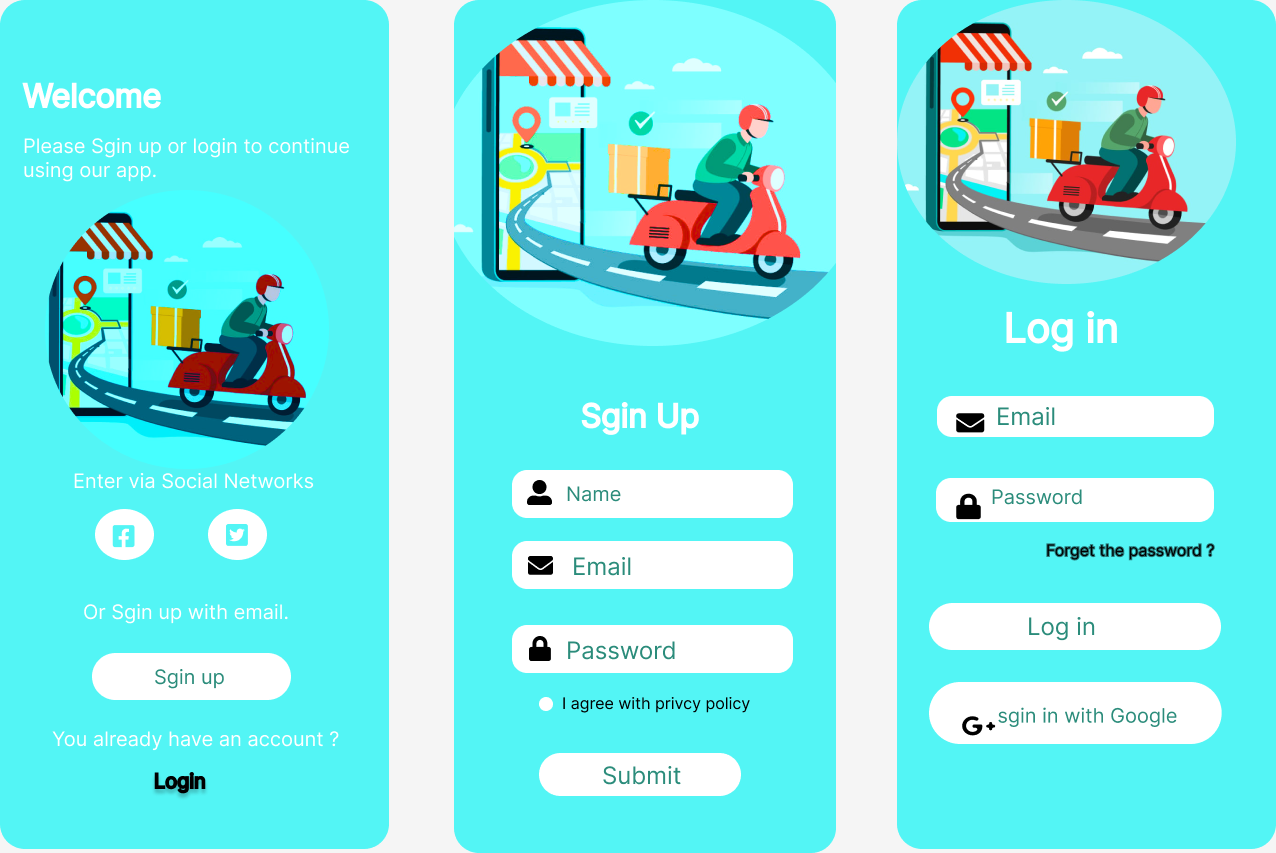 Welcome
Please Sgin up or login to continue
using our app.
Enter via Social Networks
Or Sgin up with email.
Sgin up
You already have an account ?
Login
Sgin Up
Name
Email
Password
I agree with privcy policy
Submit
Log in
Email
Password
Forget the password ?
Log in
G+ sgin in with Google